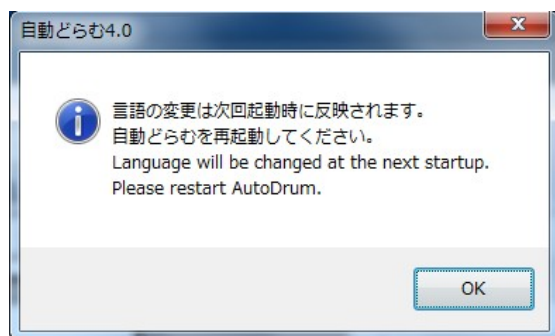 自動どらむ4.0
言語の変更は次回起動時に反映されます。
自動どらむを再起動してください。
Language will be changed at the next startup.
Please restart AutoDrum.
OK